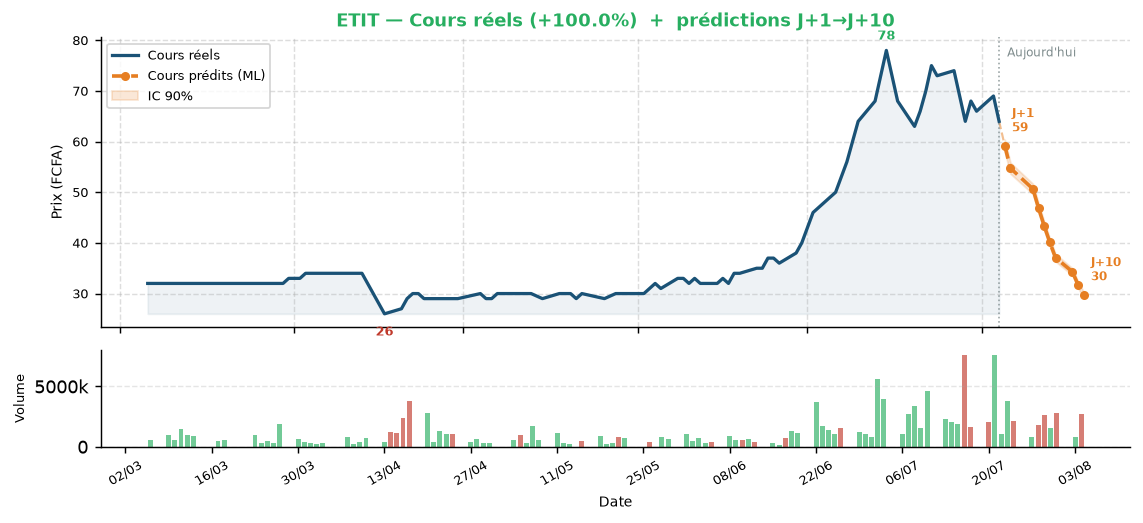 ETIT — Cours réels (+100.0%)  +  prédictions J+1→J+10
Cours réels
Cours prédits (ML)
IC 90%
Aujourd'hui
78
J+1
59
J+10
30
26
Prix (FCFA)
80
70
60
50
40
30
Volume
5000k
0
02/03
16/03
30/03
13/04
27/04
11/05
25/05
08/06
22/06
06/07
20/07
03/08
Date